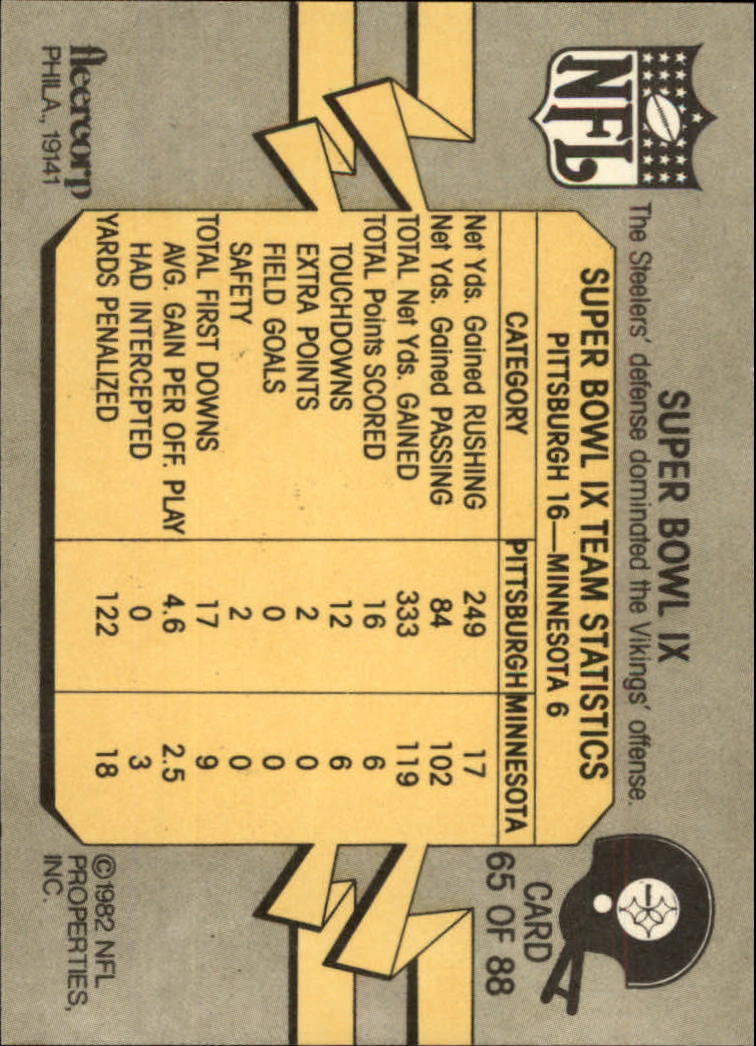 SUPER BOWL IX
The Steelers' defense dominated the Vikings' offense.
NFL
CARD
65 OF 88
SUPER BOWL IX TEAM STATISTICS
PITTSBURGH 16—MINNESOTA 6
CATEGORY PITTSBURGH MINNESOTA
Net Yds. Gained RUSHING 249 17
Net Yds. Gained PASSING 84 102
TOTAL Net Yds. GAINED 333 119
TOTAL Points SCORED 16 6
TOUCHDOWNS 12 6
EXTRA POINTS 2 0
FIELD GOALS 0 0
SAFETY 2 0
TOTAL FIRST DOWNS 17 9
AVG. GAIN PER OFF. PLAY 4.6 2.5
HAD INTERCEPTED 0 3
YARDS PENALIZED 122 18
fleercorp
PHILA., 19141
©1982 NFL
PROPERTIES,
INC.